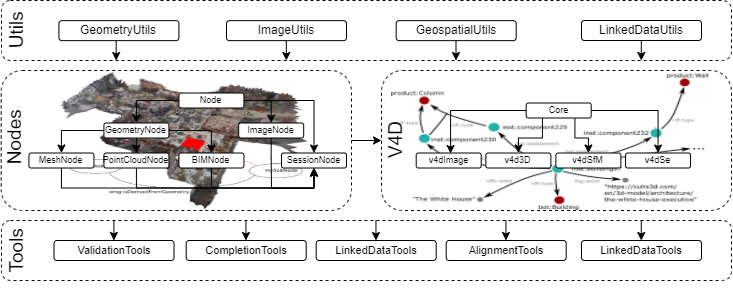 Utils
GeometryUtils
ImageUtils
GeospatialUtils
LinkedDataUtils
Nodes
Node
GeometryNode
ImageNode
MeshNode
PointCloudNode
BIMNode
SessionNode
V4D
product:Wall
product:Column
Core
inst:component229
inst:component232
inst:component230
v4dImage
v4d3D
v4dSfM
v4dSe
"The White House"
bot:Building
"https://cults3d.com/
en/3d-model/architecture/
the-white-house-executive"
Tools
ValidationTools
CompletionTools
LinkedDataTools
AlignmentTools
LinkedDataTools